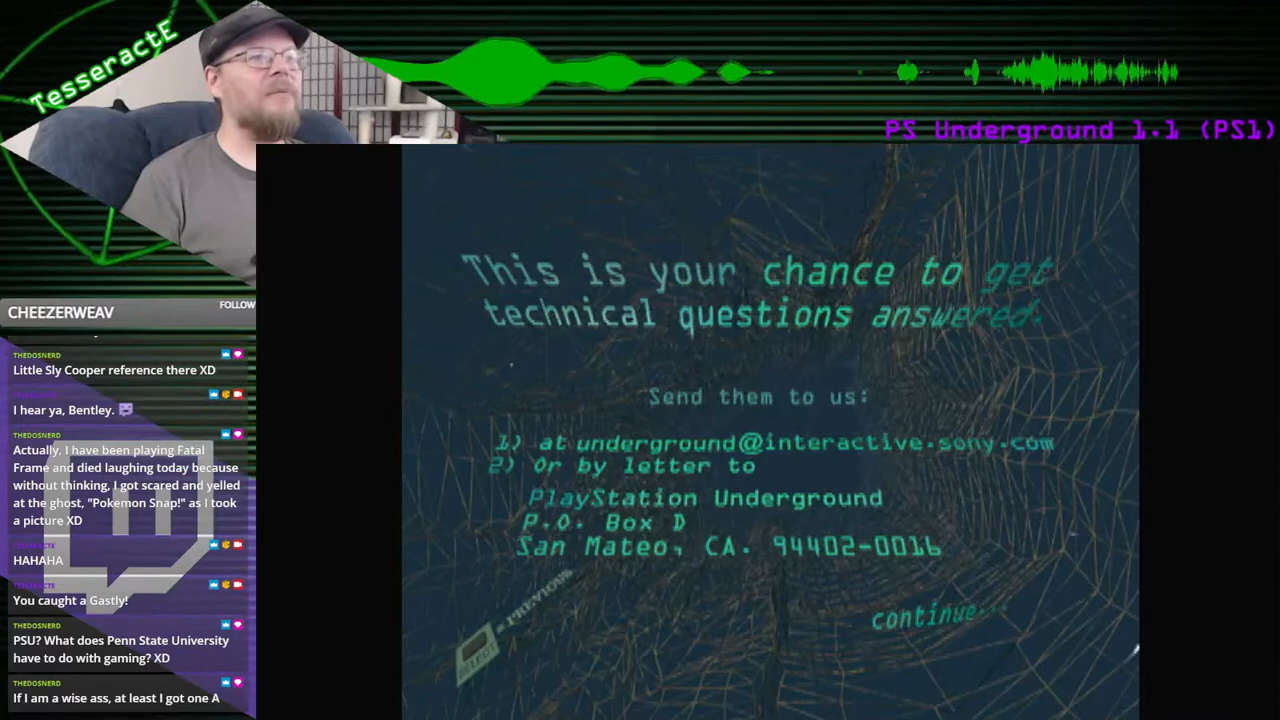 TesseractE
PS Underground 1.1 (PS1)
This is your chance to get
technical questions answered.
Send them to us:
1) at underground@interactive.sony.com
2) Or by letter to
PlayStation Underground
P.O. Box D
San Mateo, CA. 94402-0016
continue...
SELECT
=PREVIOUS
CHEEZERWEAV
FOLLOW
THEDOSNERD
Little Sly Cooper reference there XD
TESSERACTE
I hear ya, Bentley.
THEDOSNERD
Actually, I have been playing Fatal
Frame and died laughing today because
without thinking, I got scared and yelled
at the ghost, "Pokemon Snap!" as I took
a picture XD
TESSERACTE
HAHAHA
TESSERACTE
You caught a Gastly!
THEDOSNERD
PSU? What does Penn State University
have to do with gaming? XD
THEDOSNERD
If I am a wise ass, at least I got one A